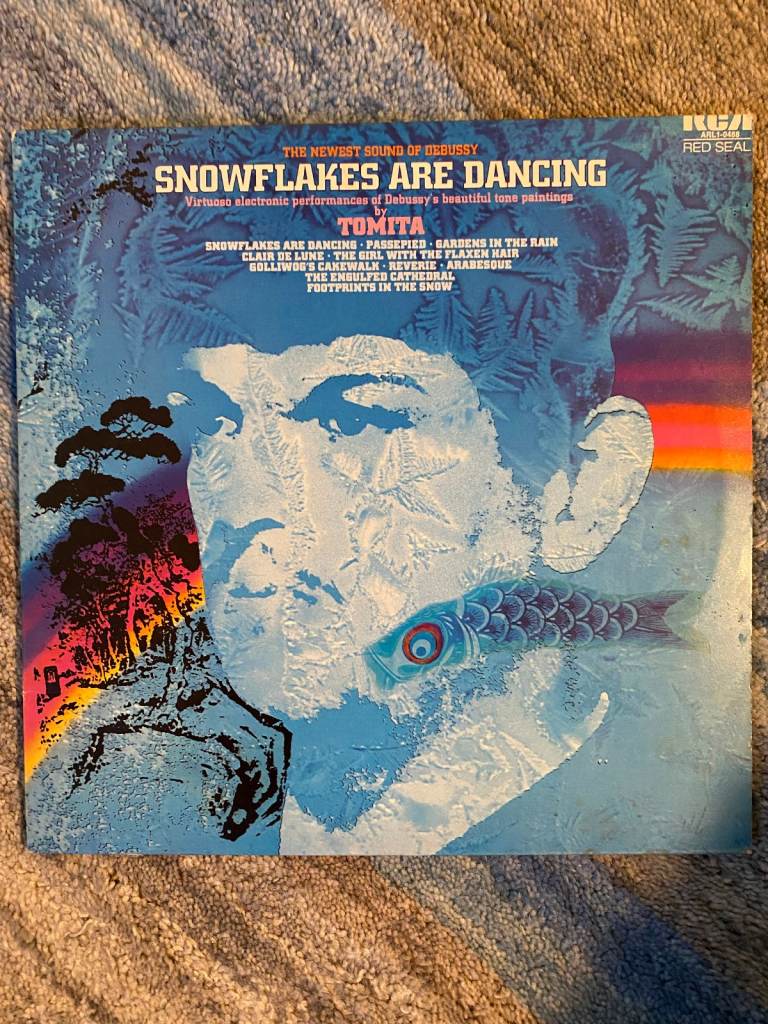 RCA
ARL1-0488
RED SEAL
THE NEWEST SOUND OF DEBUSSY
SNOWFLAKES ARE DANCING
Virtuoso electronic performances of Debussy's beautiful tone paintings
by
TOMITA
SNOWFLAKES ARE DANCING · PASSEPIED · GARDENS IN THE RAIN
CLAIR DE LUNE · THE GIRL WITH THE FLAXEN HAIR
GOLLIWOG'S CAKEWALK · REVERIE · ARABESQUE
THE ENGULFED CATHEDRAL
FOOTPRINTS IN THE SNOW